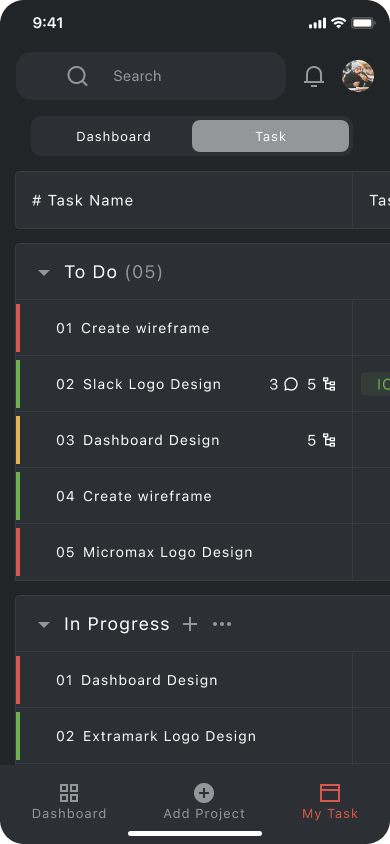 9:41
Search
Dashboard Task
# Task Name
To Do (05)
01 Create wireframe
02 Slack Logo Design 3 5
03 Dashboard Design 5
04 Create wireframe
05 Micromax Logo Design
In Progress
01 Dashboard Design
02 Extramark Logo Design
Dashboard Add Project My Task